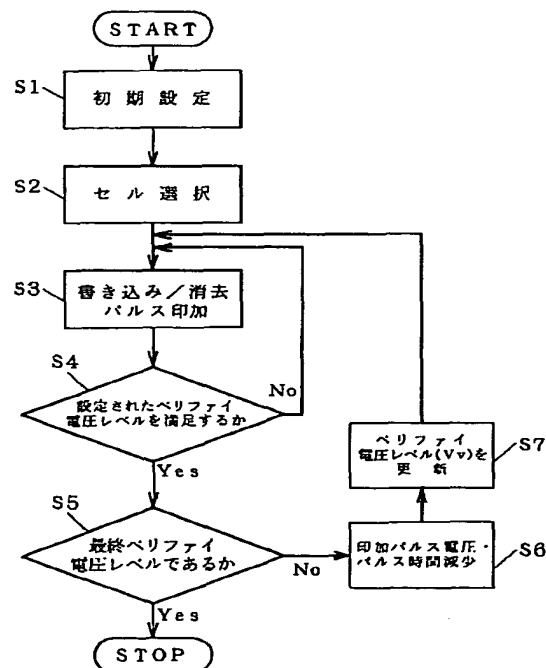 START
S1
初期設定
S2
セル選択
S3
書き込み/消去
パルス印加
S4
設定されたベリファイ
電圧レベルを満足するか
No
Yes
S5
最終ベリファイ
電圧レベルであるか
No
Yes
STOP
ベリファイ
電圧レベル(Vv)を
更新
S7
印加パルス電圧・
パルス時間減少
S6